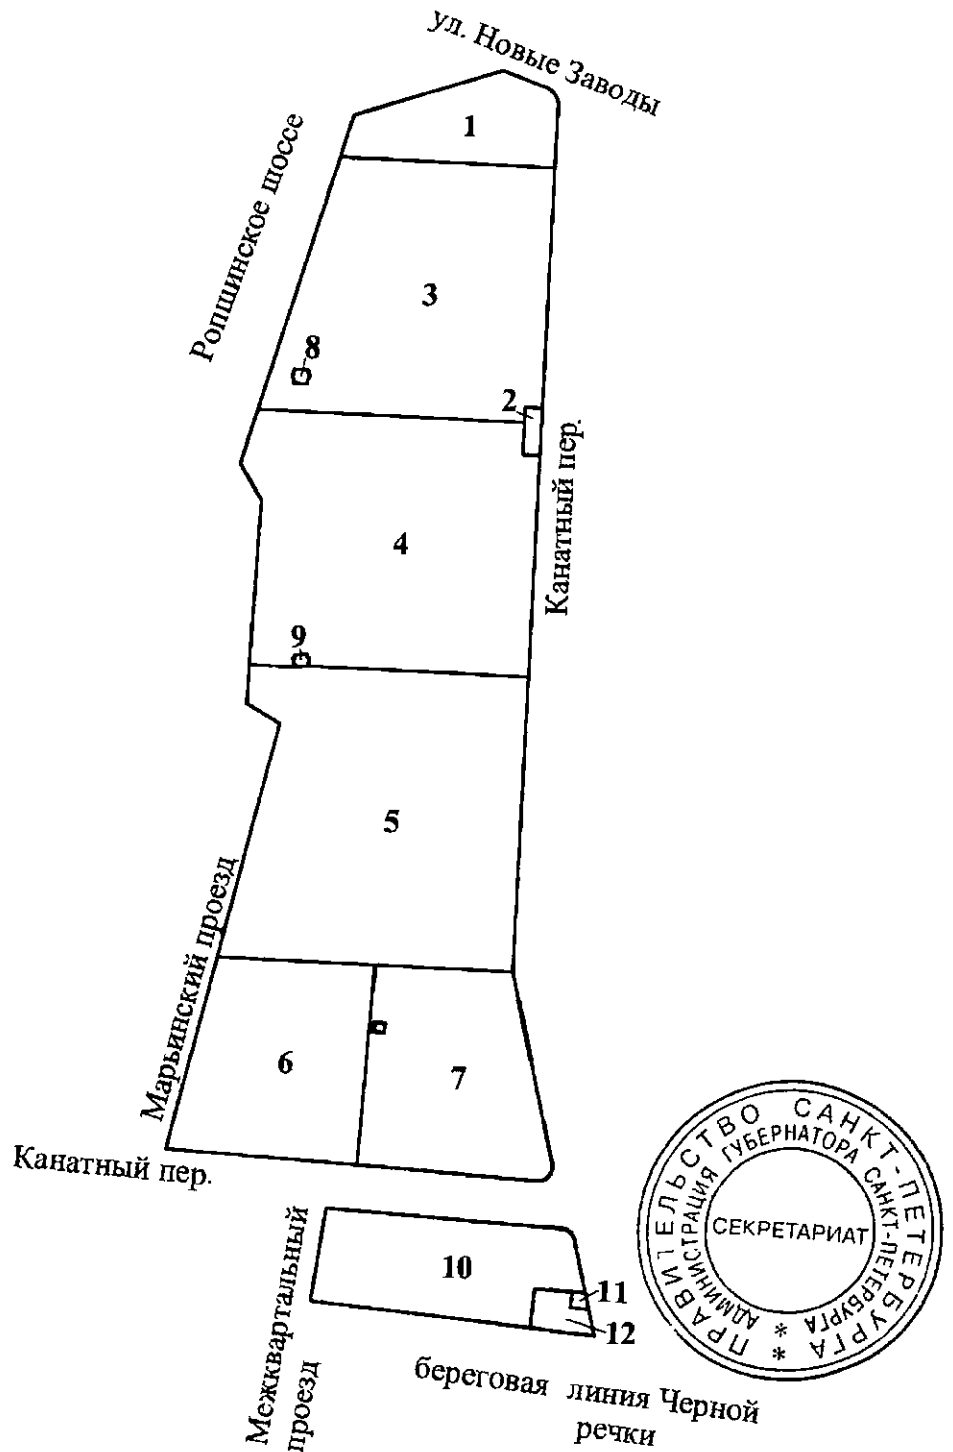 ул. Новые Заводы
1
Ропшинское шоссе
3
8
2
Канатный пер.
4
9
5
Марьинский проезд
6
7
Канатный пер.
Межквартальный
проезд
10
11
12
береговая линия Черной
речки
ПРАВИТЕЛЬСТВО САНКТ-ПЕТЕРБУРГА *
АДМИНИСТРАЦИЯ ГУБЕРНАТОРА САНКТ-ПЕТЕРБУРГА *
СЕКРЕТАРИАТ